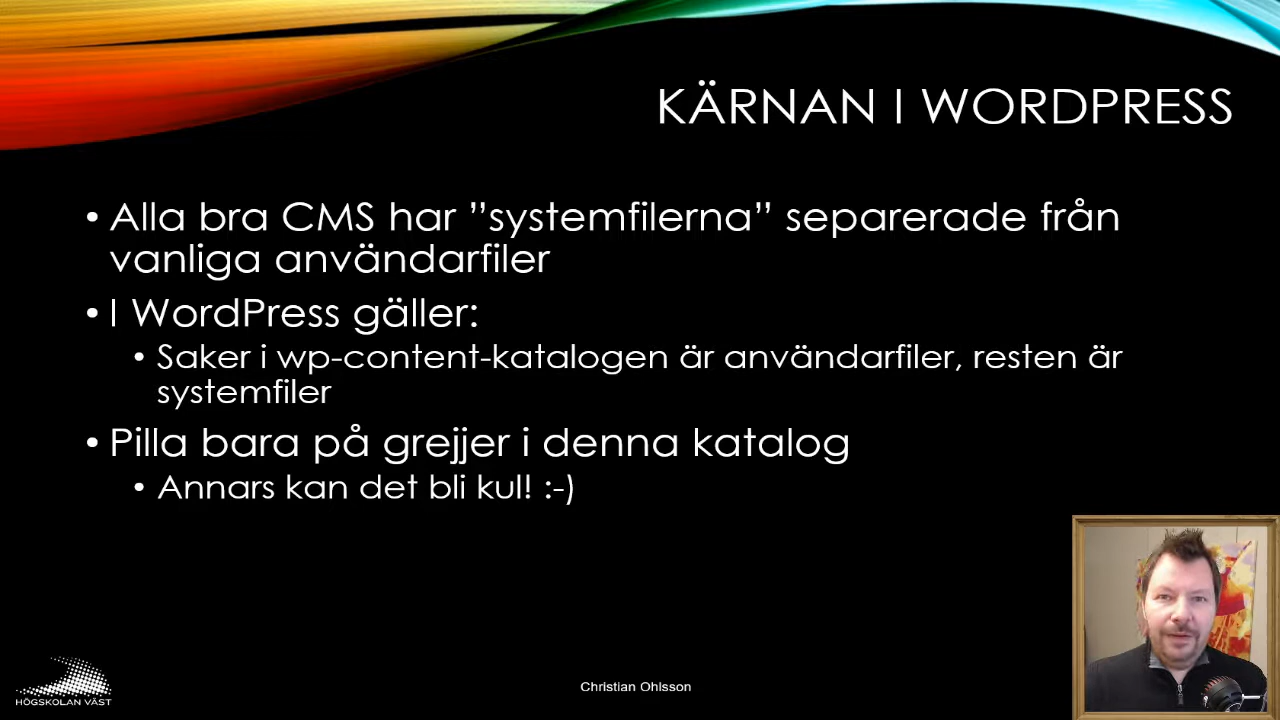 KÄRNAN I WORDPRESS
• Alla bra CMS har ”systemfilerna” separerade från
vanliga användarfiler
• I WordPress gäller:
• Saker i wp-content-katalogen är användarfiler, resten är
systemfiler
• Pilla bara på grejjer i denna katalog
• Annars kan det bli kul! :-)
HÖGSKOLAN VÄST
Christian Ohlsson